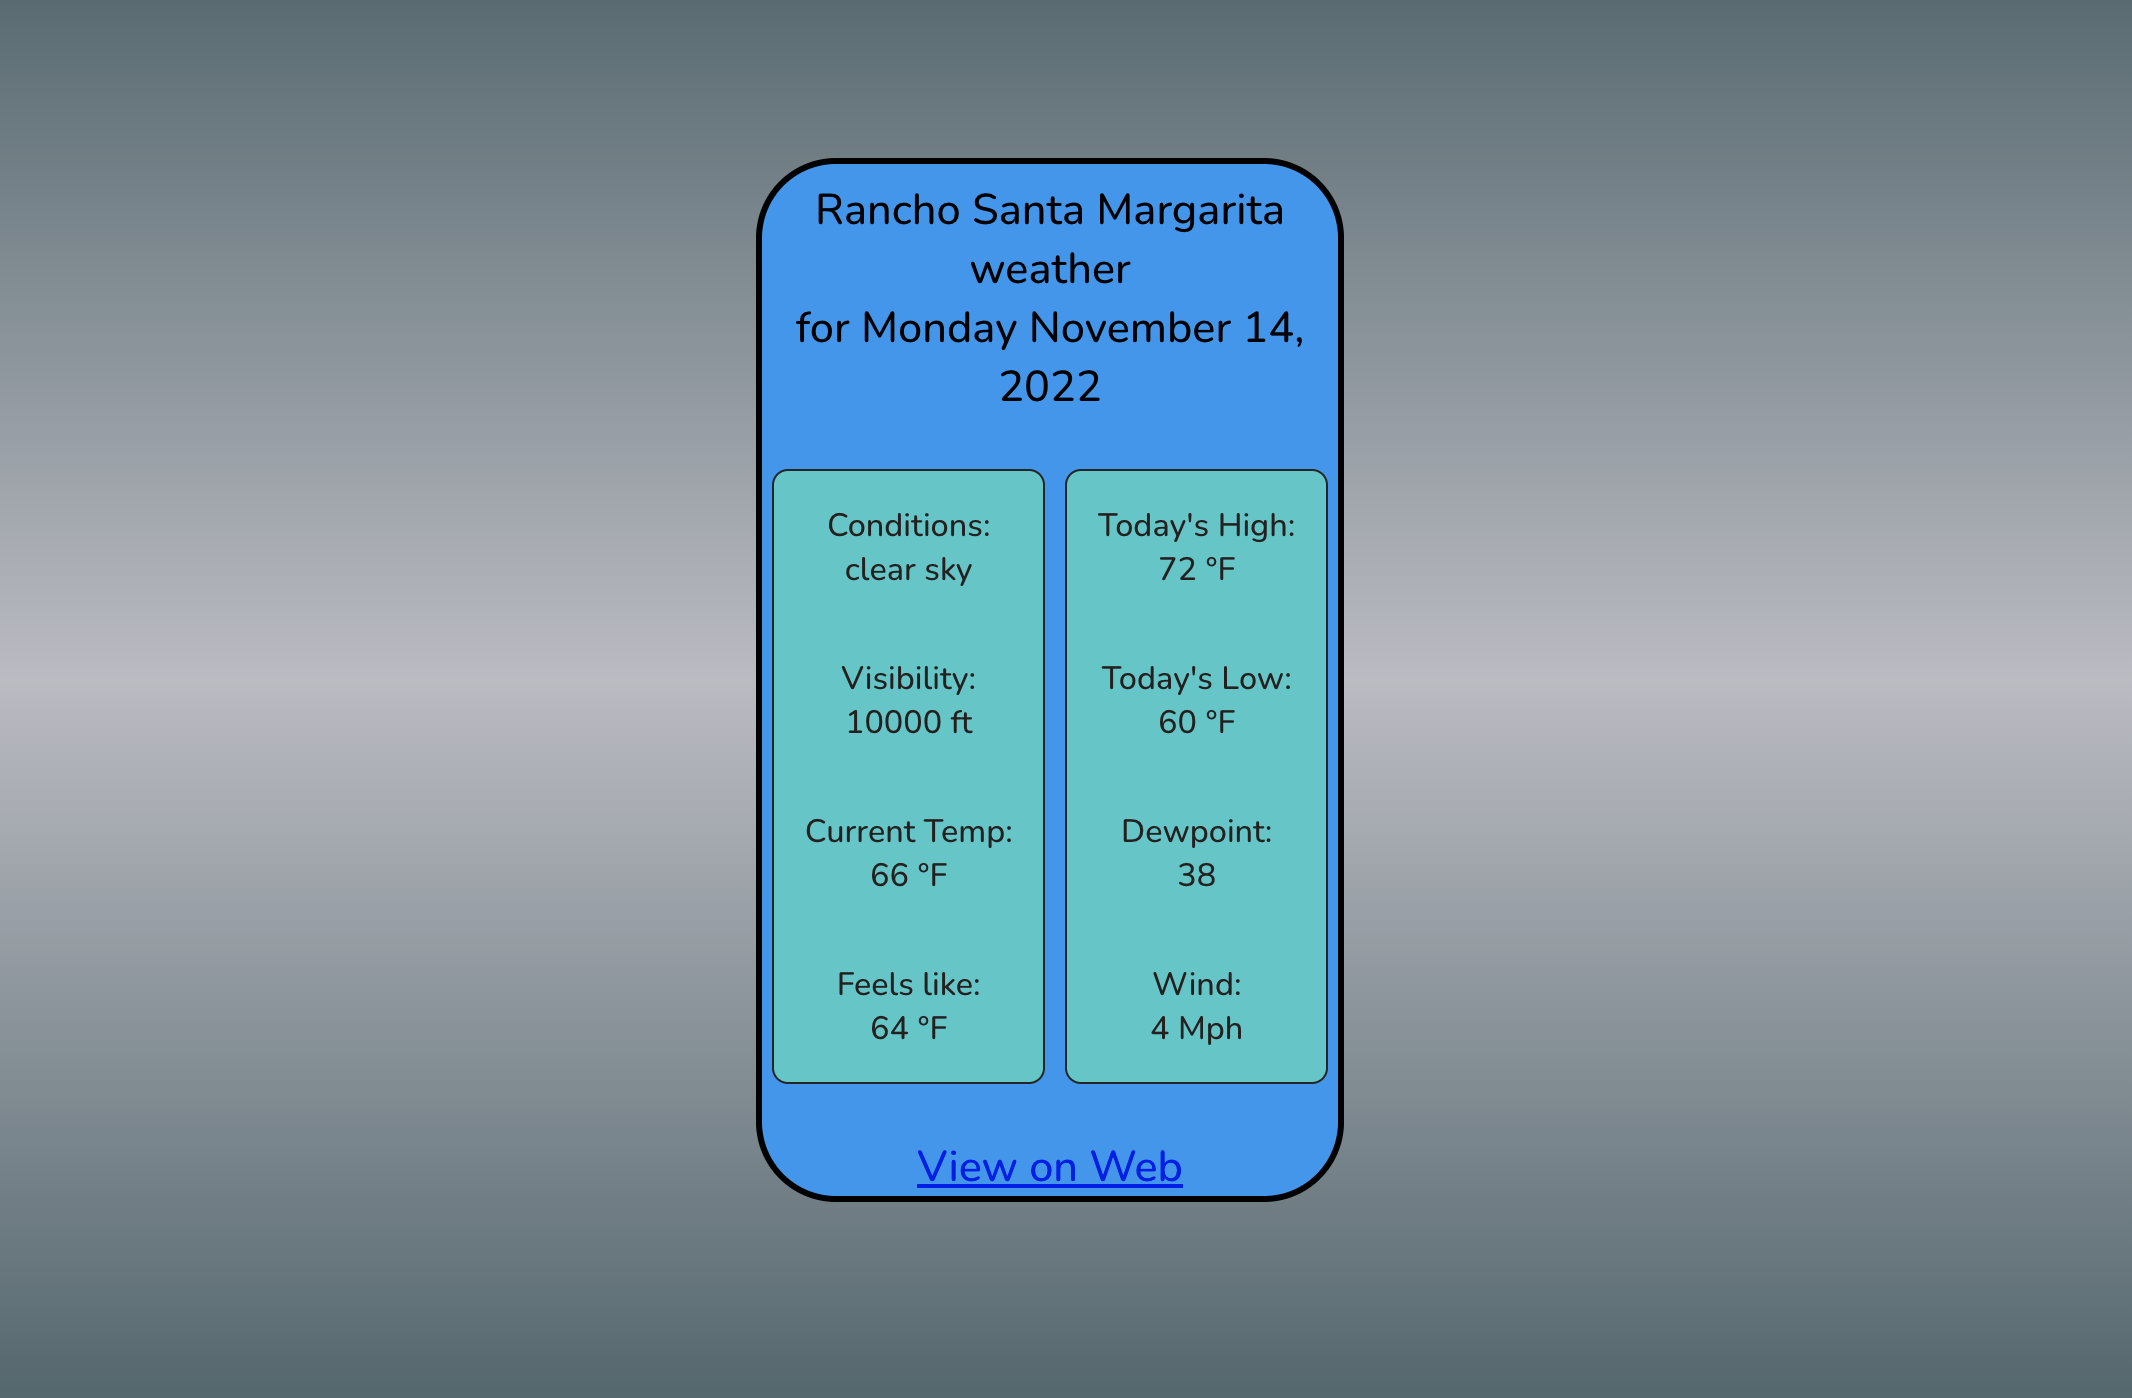 Rancho Santa Margarita
weather
for Monday November 14,
2022
Conditions:
clear sky
Visibility:
10000 ft
Current Temp:
66 °F
Feels like:
64 °F
Today's High:
72 °F
Today's Low:
60 °F
Dewpoint:
38
Wind:
4 Mph
View on Web